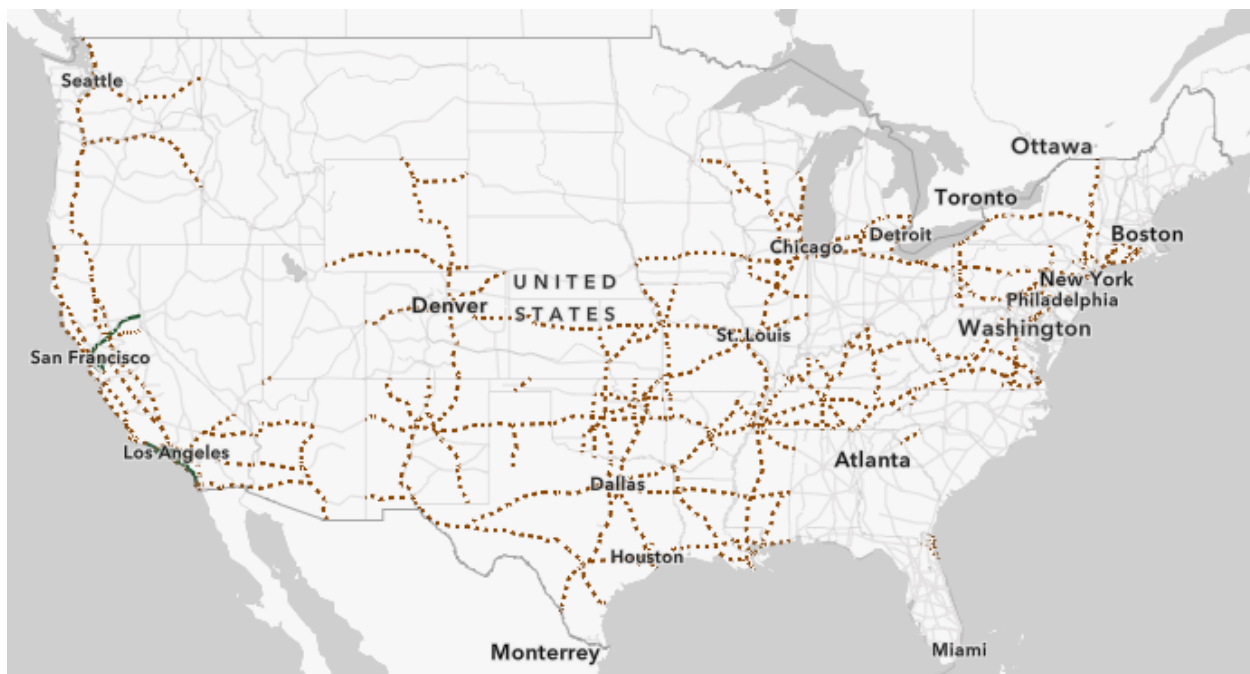 Seattle
Ottawa
Toronto
Detroit
Boston
Chicago
New York
UNITED
STATES
Denver
Philadelphia
Washington
St. Louis
San Francisco
Los Angeles
Atlanta
Dallas
Houston
Monterrey
Miami